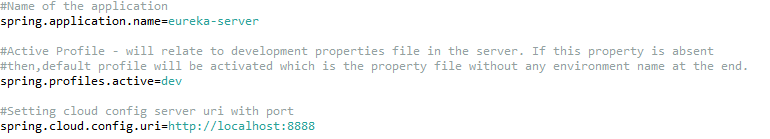 #Name of the application
spring.application.name=eureka-server
#Active Profile - will relate to development properties file in the server. If this property is absent
#then,default profile will be activated which is the property file without any environment name at the end.
spring.profiles.active=dev
#Setting cloud config server uri with port
spring.cloud.config.uri=http://localhost:8888